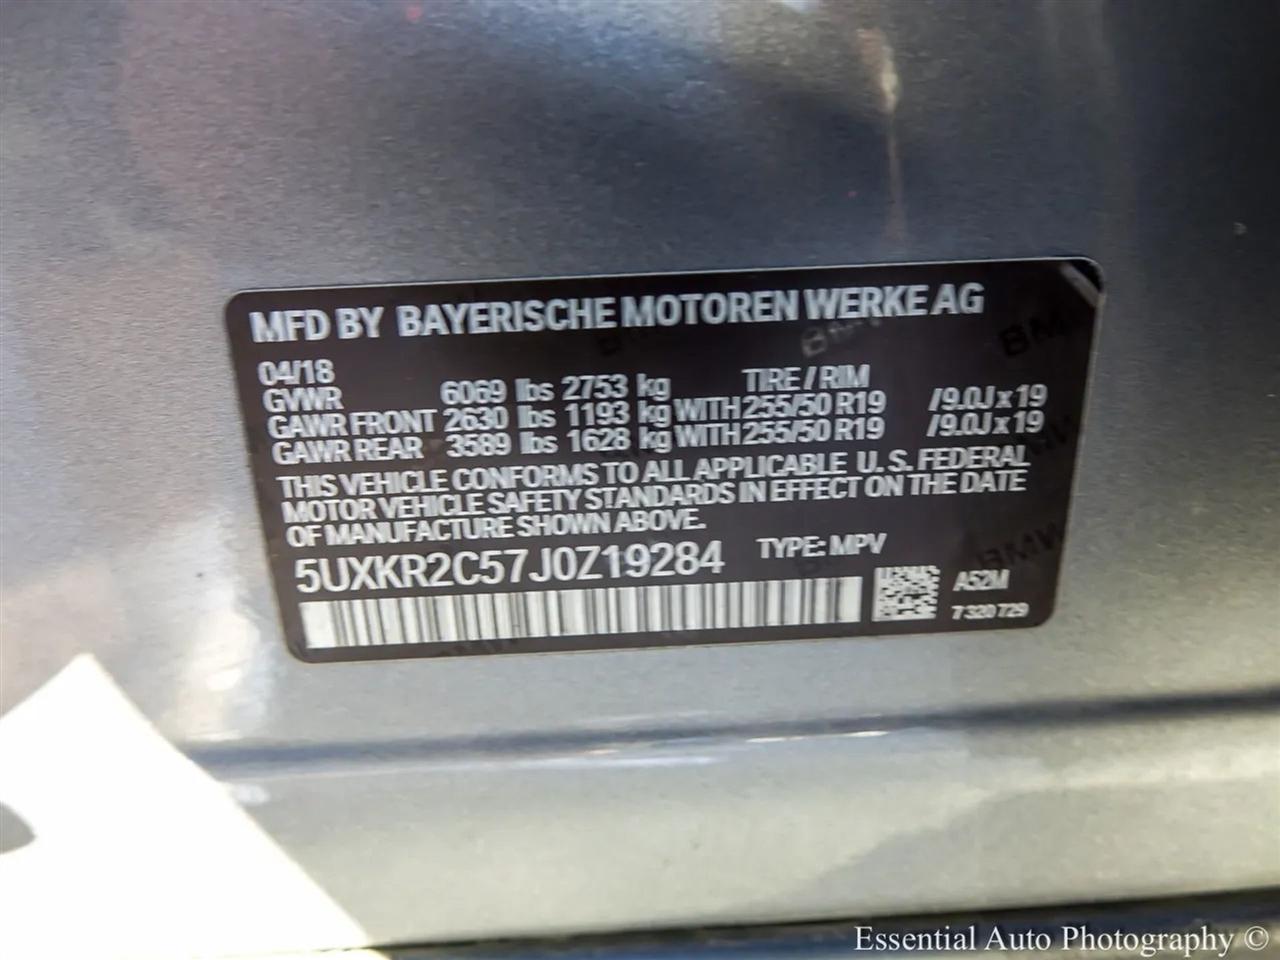 MFD BY BAYERISCHE MOTOREN WERKE AG
04/18
GVWR 6069 lbs 2753 kg TIRE / RIM
GAWR FRONT 2630 lbs 1193 kg WITH 255/50 R19 /9.0J x 19
GAWR REAR 3589 lbs 1628 kg WITH 255/50 R19 /9.0J x 19
THIS VEHICLE CONFORMS TO ALL APPLICABLE U.S. FEDERAL
MOTOR VEHICLE SAFETY STANDARDS IN EFFECT ON THE DATE
OF MANUFACTURE SHOWN ABOVE.
5UXKR2C57J0Z19284 TYPE: MPV
A52M
7 320 729
Essential Auto Photography ©